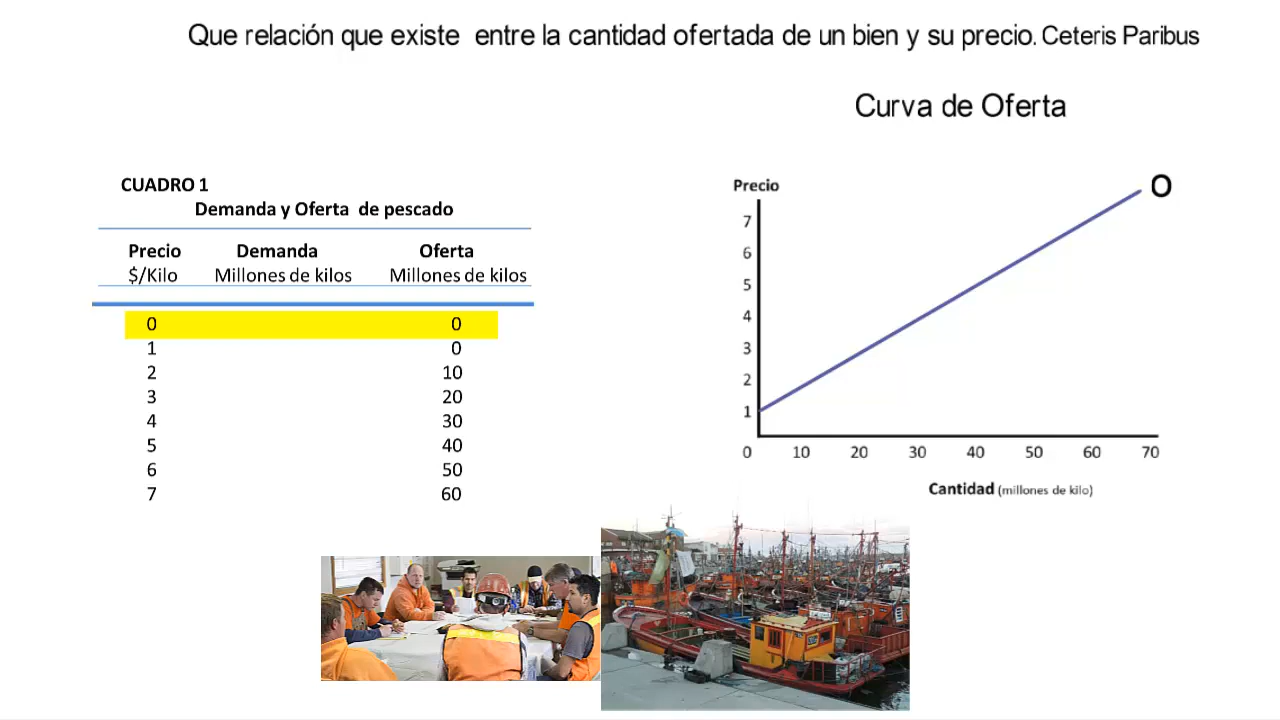 Que relación que existe entre la cantidad ofertada de un bien y su precio. Ceteris Paribus
Curva de Oferta
CUADRO 1
Demanda y Oferta de pescado
Precio Demanda Oferta
$/Kilo Millones de kilos Millones de kilos
0 0
1 0
2 10
3 20
4 30
5 40
6 50
7 60
Precio
O
7
6
5
4
3
2
1
0 10 20 30 40 50 60 70
Cantidad (millones de kilo)